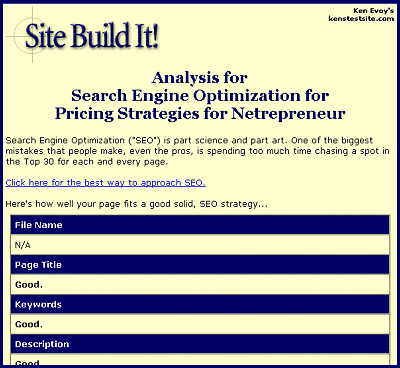 Ken Evoy's
kenstestsite.com
Site Build It!
Analysis for
Search Engine Optimization for
Pricing Strategies for Netrepreneur
Search Engine Optimization ("SEO") is part science and part art. One of the biggest
mistakes that people make, even the pros, is spending too much time chasing a spot in
the Top 30 for each and every page.
Click here for the best way to approach SEO.
Here's how well your page fits a good solid, SEO strategy...
File Name
N/A
Page Title
Good.
Keywords
Good.
Description
Good.